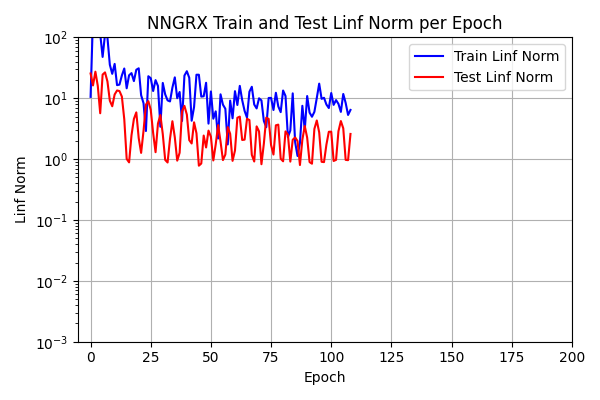 NNGRX Train and Test Linf Norm per Epoch
Train Linf Norm
Test Linf Norm
Linf Norm
10²
10¹
10⁰
10⁻¹
10⁻²
10⁻³
0 25 50 75 100 125 150 175 200
Epoch